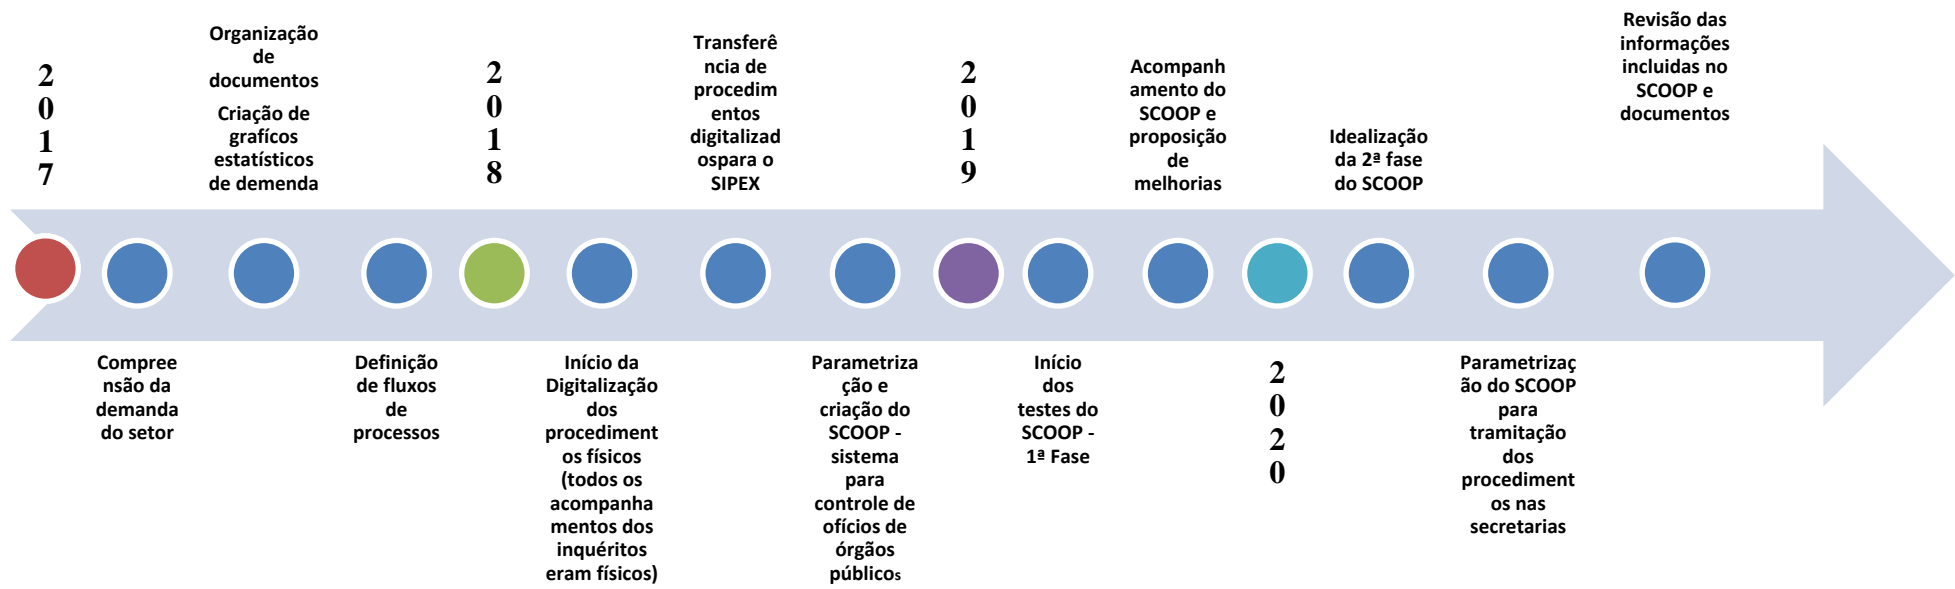 2
0
1
7
Organização
de
documentos
Criação de
grafícos
estatísticos
de demenda
2
0
1
8
Transferê
ncia de
procedim
entos
digitalizad
ospara o
SIPEX
2
0
1
9
Acompanh
amento do
SCOOP e
proposição
de
melhorias
Idealização
da 2ª fase
do SCOOP
Revisão das
informações
incluidas no
SCOOP e
documentos
Compree
nsão da
demanda
do setor
Definição
de fluxos
de
processos
Início da
Digitalização
dos
procediment
os físicos
(todos os
acompanha
mentos dos
inquéritos
eram físicos)
Parametriza
ção e
criação do
SCOOP -
sistema
para
controle de
ofícios de
órgãos
públicos
Início
dos
testes do
SCOOP -
1ª Fase
2
0
2
0
Parametrizaç
ão do SCOOP
para
tramitação
dos
procediment
os nas
secretarias